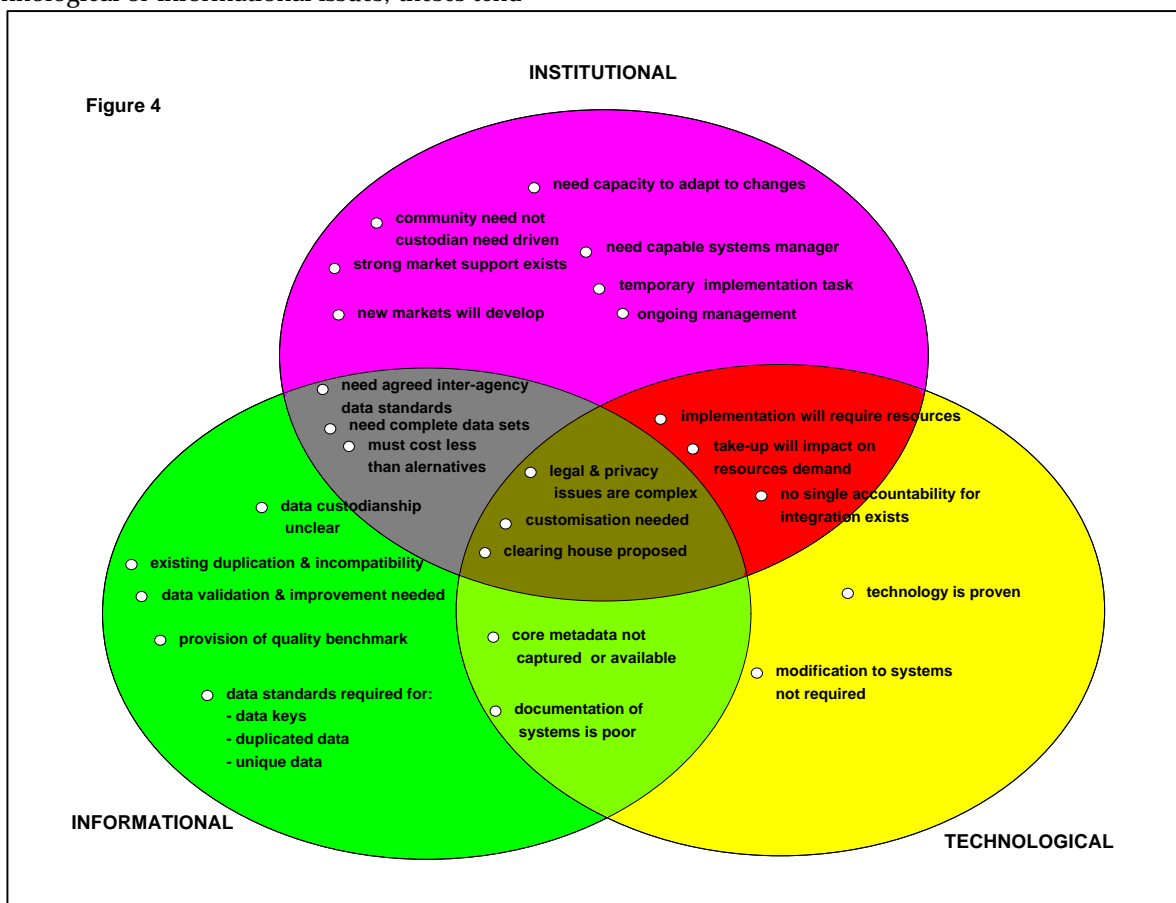 INSTITUTIONAL
Figure 4
need capacity to adapt to changes
community need not
custodian need driven
need capable systems manager
strong market support exists
temporary implementation task
new markets will develop
ongoing management
need agreed inter-agency
data standards
need complete data sets
must cost less
than alernatives
implementation will require resources
take-up will impact on
resources demand
no single accountability for
integration exists
legal & privacy
issues are complex
customisation needed
clearing house proposed
data custodianship
unclear
existing duplication & incompatibility
data validation & improvement needed
provision of quality benchmark
data standards required for:
- data keys
- duplicated data
- unique data
core metadata not
captured or available
documentation of
systems is poor
technology is proven
modification to systems
not required
INFORMATIONAL
TECHNOLOGICAL